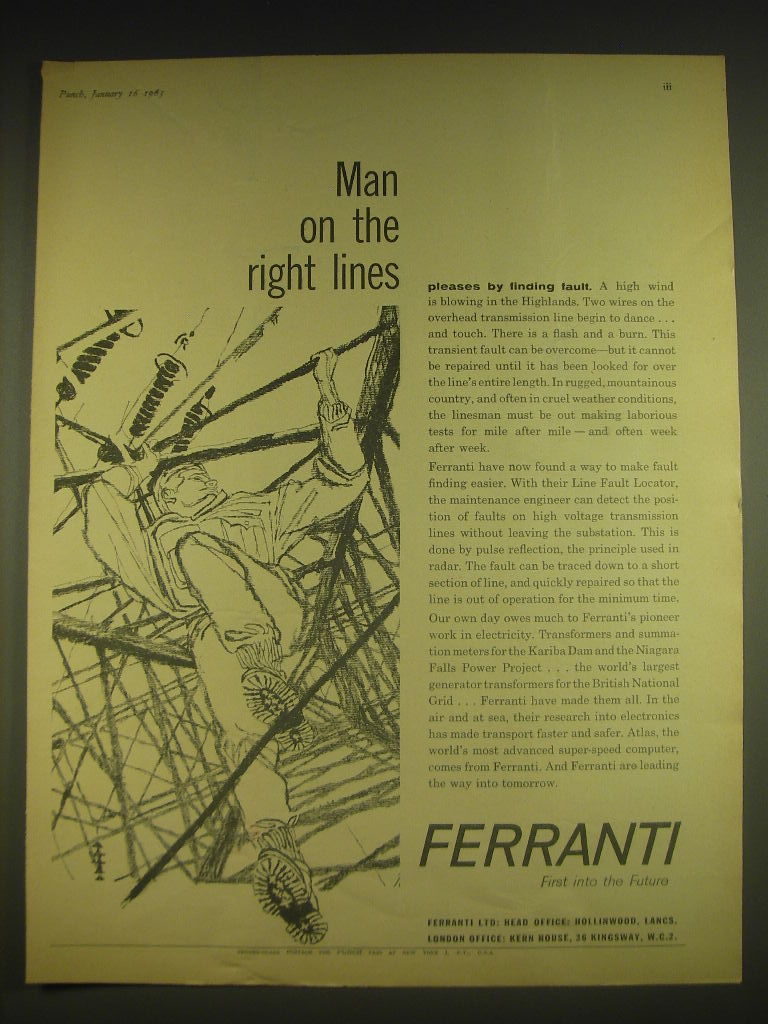 Punch, January 16 1963
iii
Man
on the
right lines
pleases by finding fault. A high wind
is blowing in the Highlands. Two wires on the
overhead transmission line begin to dance . . .
and touch. There is a flash and a burn. This
transient fault can be overcome—but it cannot
be repaired until it has been looked for over
the line's entire length. In rugged, mountainous
country, and often in cruel weather conditions,
the linesman must be out making laborious
tests for mile after mile — and often week
after week.
Ferranti have now found a way to make fault
finding easier. With their Line Fault Locator,
the maintenance engineer can detect the posi-
tion of faults on high voltage transmission
lines without leaving the substation. This is
done by pulse reflection, the principle used in
radar. The fault can be traced down to a short
section of line, and quickly repaired so that the
line is out of operation for the minimum time.
Our own day owes much to Ferranti's pioneer
work in electricity. Transformers and summa-
tion meters for the Kariba Dam and the Niagara
Falls Power Project . . . the world's largest
generator transformers for the British National
Grid . . . Ferranti have made them all. In the
air and at sea, their research into electronics
has made transport faster and safer. Atlas, the
world's most advanced super-speed computer,
comes from Ferranti. And Ferranti are leading
the way into tomorrow.
FERRANTI
First into the Future
FERRANTI LTD: HEAD OFFICE: HOLLINWOOD, LANCS.
LONDON OFFICE: KERN HOUSE, 36 KINGSWAY, W.C.2.
SECOND-CLASS POSTAGE FOR PUNCH PAID AT NEW YORK 1, N.Y., U.S.A.